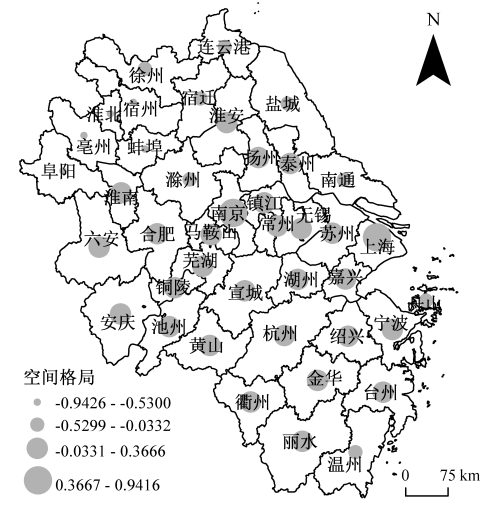 N
连云港
徐州
宿迁
宿州
淮北
淮安
盐城
亳州
蚌埠
扬州
泰州
阜阳
滁州
南通
淮南
镇江
南京
无锡
常州
马鞍山
苏州
六安
合肥
上海
芜湖
铜陵
湖州
嘉兴
宣城
舟山
安庆
池州
宁波
杭州
绍兴
黄山
金华
台州
衢州
丽水
温州
空间格局
-0.9426 - -0.5300
-0.5299 - -0.0332
-0.0331 - 0.3666
0.3667 - 0.9416
0 75 km